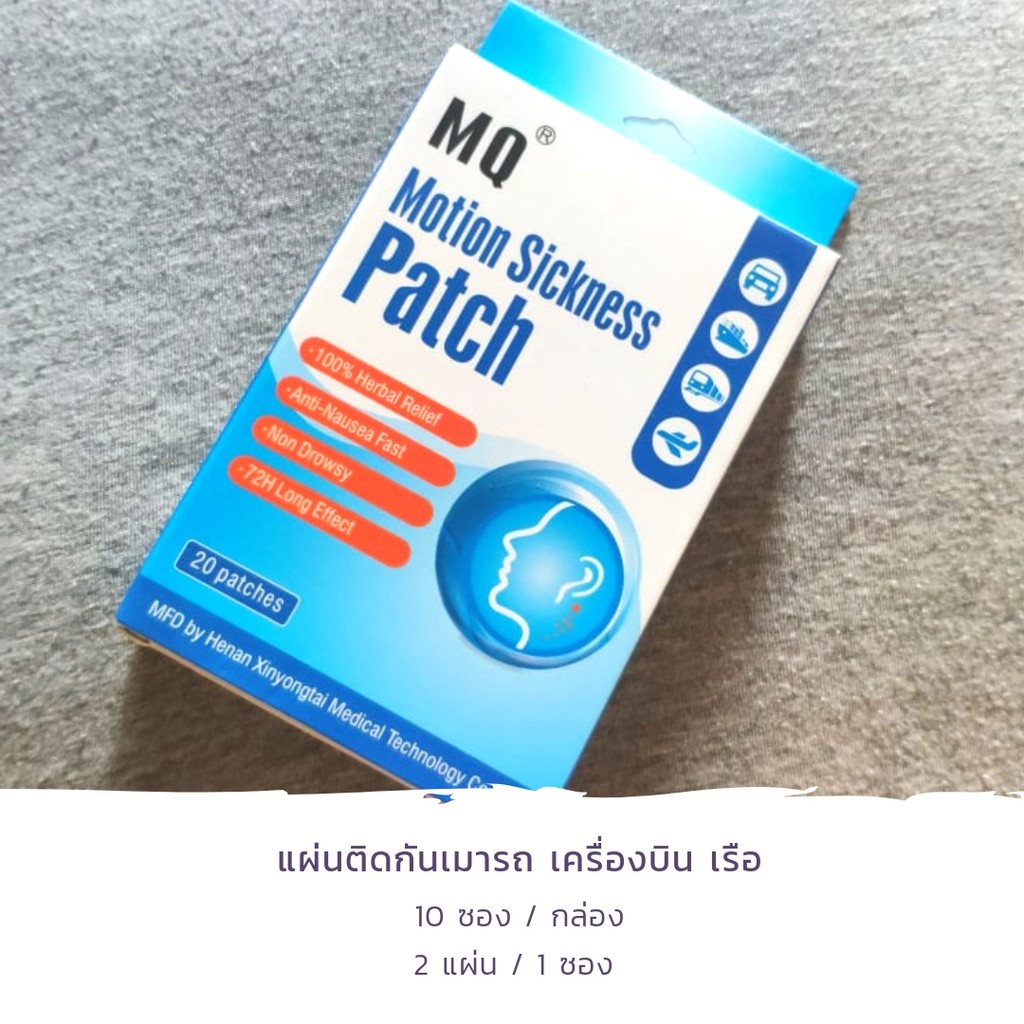 MQ®
Motion Sickness
Patch
·100% Herbal Relief
·Anti-Nausea Fast
·Non Drowsy
·72H Long Effect
20 patches
MFD by Henan Xinyongtai Medical Technology
แผ่นติดกันเมารถ เครื่องบิน เรือ
10 ซอง / กล่อง
2 แผ่น / 1 ซอง